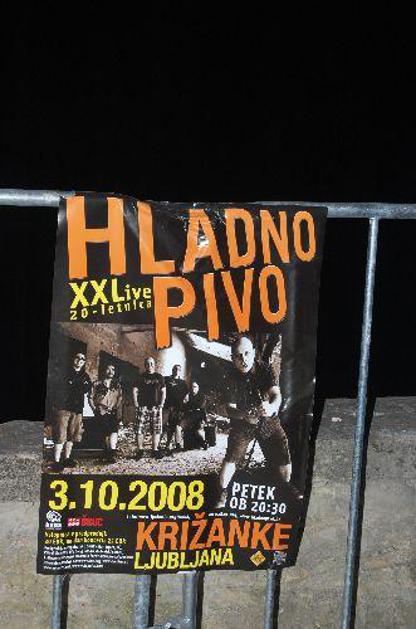 HLADNO
PIVO
XXLive
20-letnica
3.10.2008
PETEK
OB 20:30
KRIŽANKE
LJUBLJANA